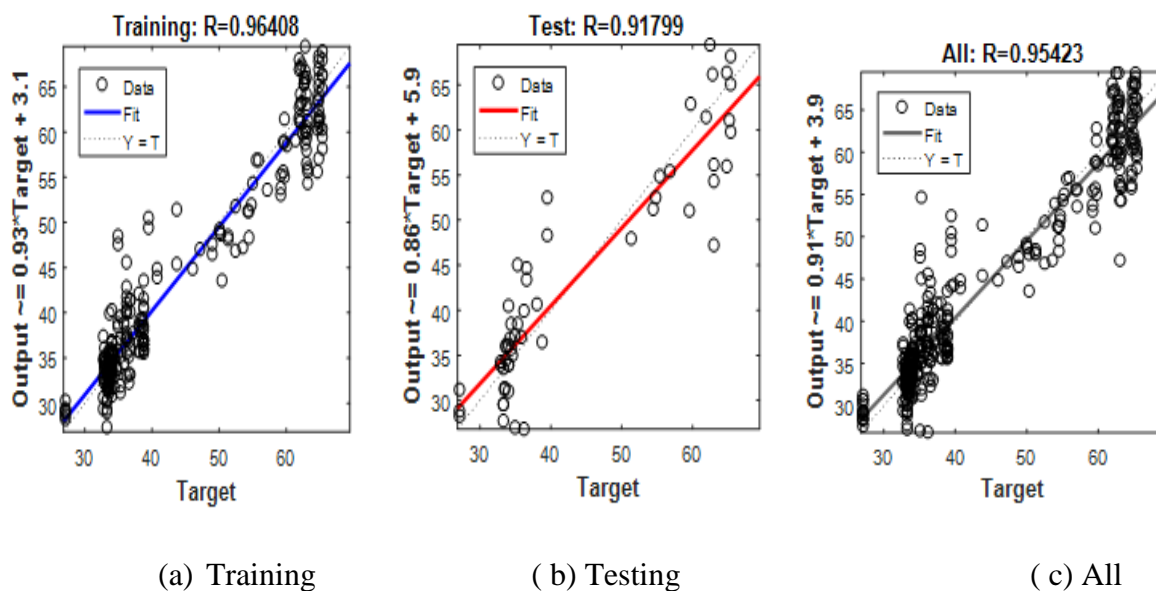 Training: R=0.96408
Output ~= 0.93*Target + 3.1
65
60
55
50
45
40
35
30
Data
Fit
Y = T
30 40 50 60
Target
Test: R=0.91799
Output ~= 0.86*Target + 5.9
65
60
55
50
45
40
35
30
Data
Fit
Y = T
30 40 50 60
Target
All: R=0.95423
Output ~= 0.91*Target + 3.9
65
60
55
50
45
40
35
30
Data
Fit
Y = T
30 40 50 60
Target
(a) Training
( b) Testing
( c) All